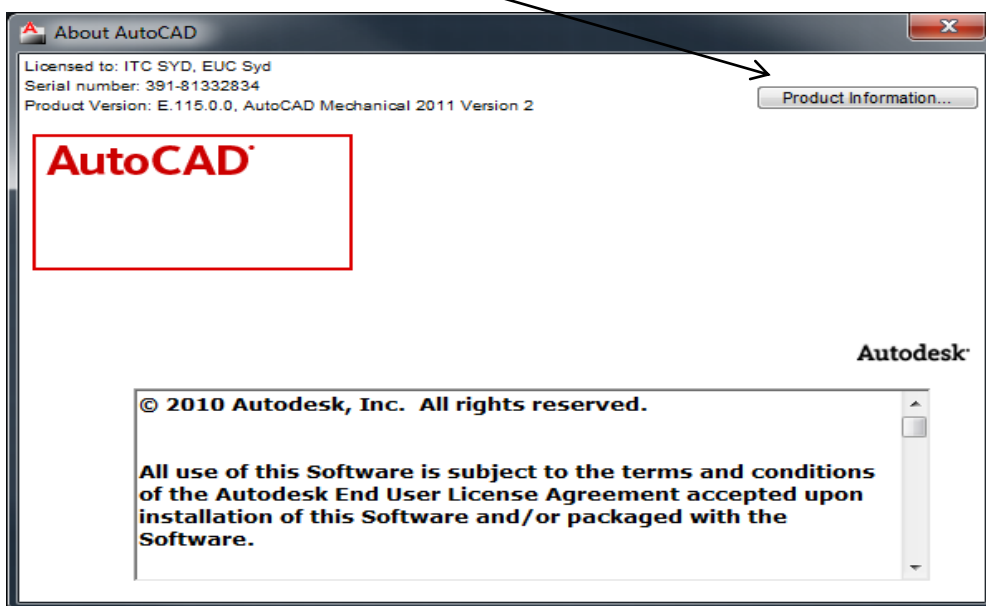 About AutoCAD
Licensed to: ITC SYD, EUC Syd
Serial number: 391-81332834
Product Version: E.115.0.0, AutoCAD Mechanical 2011 Version 2
Product Information...
AutoCAD
Autodesk
© 2010 Autodesk, Inc. All rights reserved.
All use of this Software is subject to the terms and conditions
of the Autodesk End User License Agreement accepted upon
installation of this Software and/or packaged with the
Software.